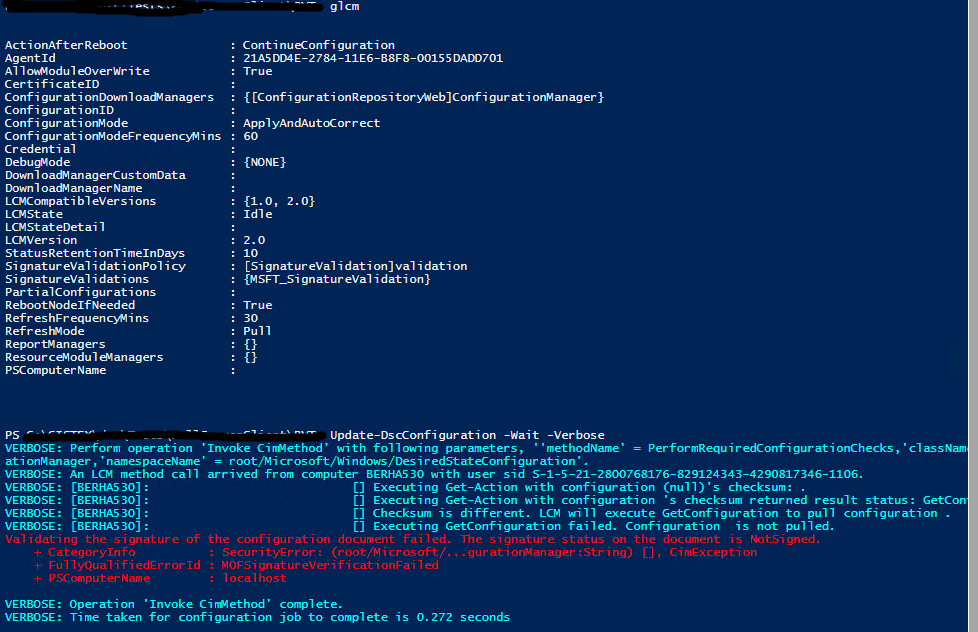 glcm
ActionAfterReboot : ContinueConfiguration
AgentId : 21A5DD4E-2784-11E6-B8F8-00155DADD701
AllowModuleOverWrite : True
CertificateID :
ConfigurationDownloadManagers : {[ConfigurationRepositoryWeb]ConfigurationManager}
ConfigurationID :
ConfigurationMode : ApplyAndAutoCorrect
ConfigurationModeFrequencyMins : 60
Credential :
DebugMode : {NONE}
DownloadManagerCustomData :
DownloadManagerName :
LCMCompatibleVersions : {1.0, 2.0}
LCMState : Idle
LCMStateDetail :
LCMVersion : 2.0
StatusRetentionTimeInDays : 10
SignatureValidationPolicy : [SignatureValidation]validation
SignatureValidations : {MSFT_SignatureValidation}
PartialConfigurations :
RebootNodeIfNeeded : True
RefreshFrequencyMins : 30
RefreshMode : Pull
ReportManagers : {}
ResourceModuleManagers : {}
PSComputerName :
PS Update-DscConfiguration -Wait -Verbose
VERBOSE: Perform operation 'Invoke CimMethod' with following parameters, ''methodName' = PerformRequiredConfigurationChecks,'className
ationManager,'namespaceName' = root/Microsoft/Windows/DesiredStateConfiguration'.
VERBOSE: An LCM method call arrived from computer BERHA530 with user sid S-1-5-21-2800768176-829124343-4290817346-1106.
VERBOSE: [BERHA530]: [] Executing Get-Action with configuration (null)'s checksum: .
VERBOSE: [BERHA530]: [] Executing Get-Action with configuration 's checksum returned result status: GetCon
VERBOSE: [BERHA530]: [] Checksum is different. LCM will execute GetConfiguration to pull configuration .
VERBOSE: [BERHA530]: [] Executing GetConfiguration failed. Configuration  is not pulled.
Validating the signature of the configuration document failed. The signature status on the document is NotSigned.
+ CategoryInfo : SecurityError: (root/Microsoft/...gurationManager:String) [], CimException
+ FullyQualifiedErrorId : MOFSignatureVerificationFailed
+ PSComputerName : localhost
VERBOSE: Operation 'Invoke CimMethod' complete.
VERBOSE: Time taken for configuration job to complete is 0.272 seconds